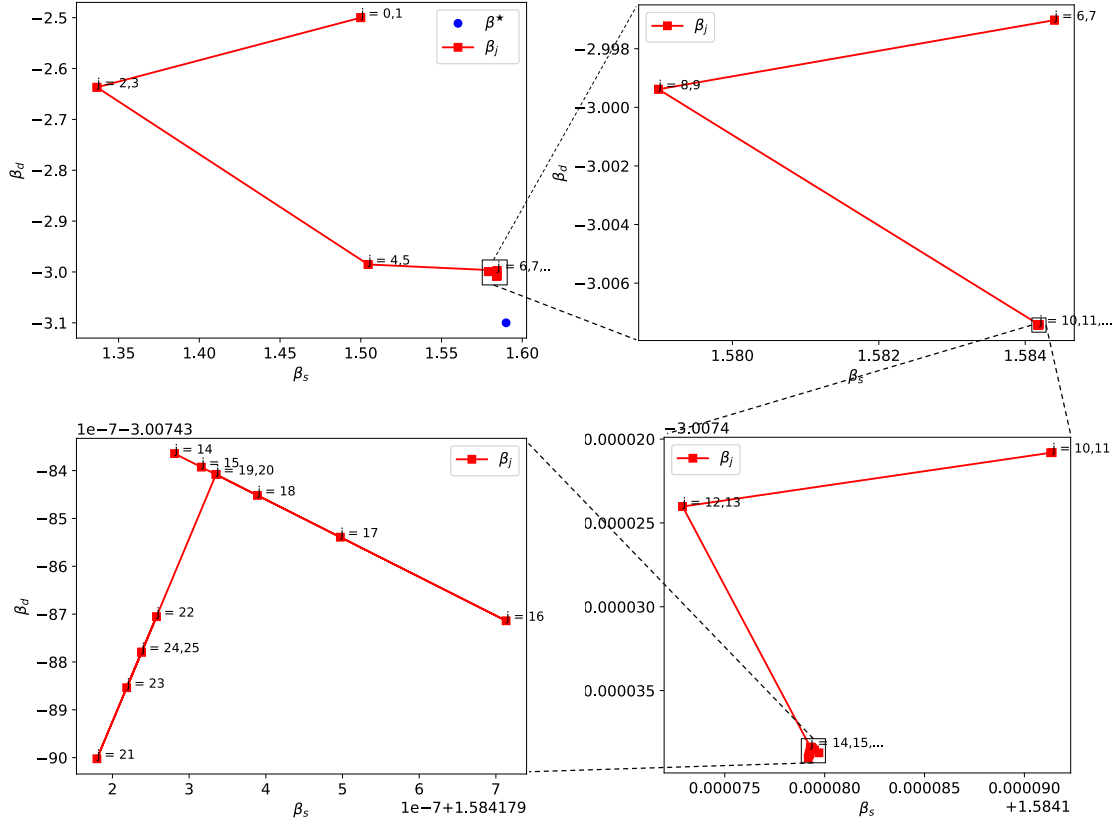 β★
β_j
j = 0,1
j = 2,3
j = 4,5
j = 6,7,...
−2.5
−2.6
−2.7
−2.8
−2.9
−3.0
−3.1
β_d
1.35
1.40
1.45
1.50
1.55
1.60
β_s
β_j
j = 6,7
j = 8,9
j = 10,11,...
−2.998
−3.000
−3.002
−3.004
−3.006
β_d
1.580
1.582
1.584
β_s
1e-7−3.00743
β_j
j = 14
j = 15
j = 19,20
j = 18
j = 17
j = 16
j = 22
j = 24,25
j = 23
j = 21
−84
−85
−86
−87
−88
−89
−90
β_d
2
3
4
5
6
7
1e-7+1.584179
β_s
−3.0074
β_j
j = 10,11
j = 12,13
j = 14,15,...
0.000020
0.000025
0.000030
0.000035
0.000075
0.000080
0.000085
0.000090
+1.5841
β_s